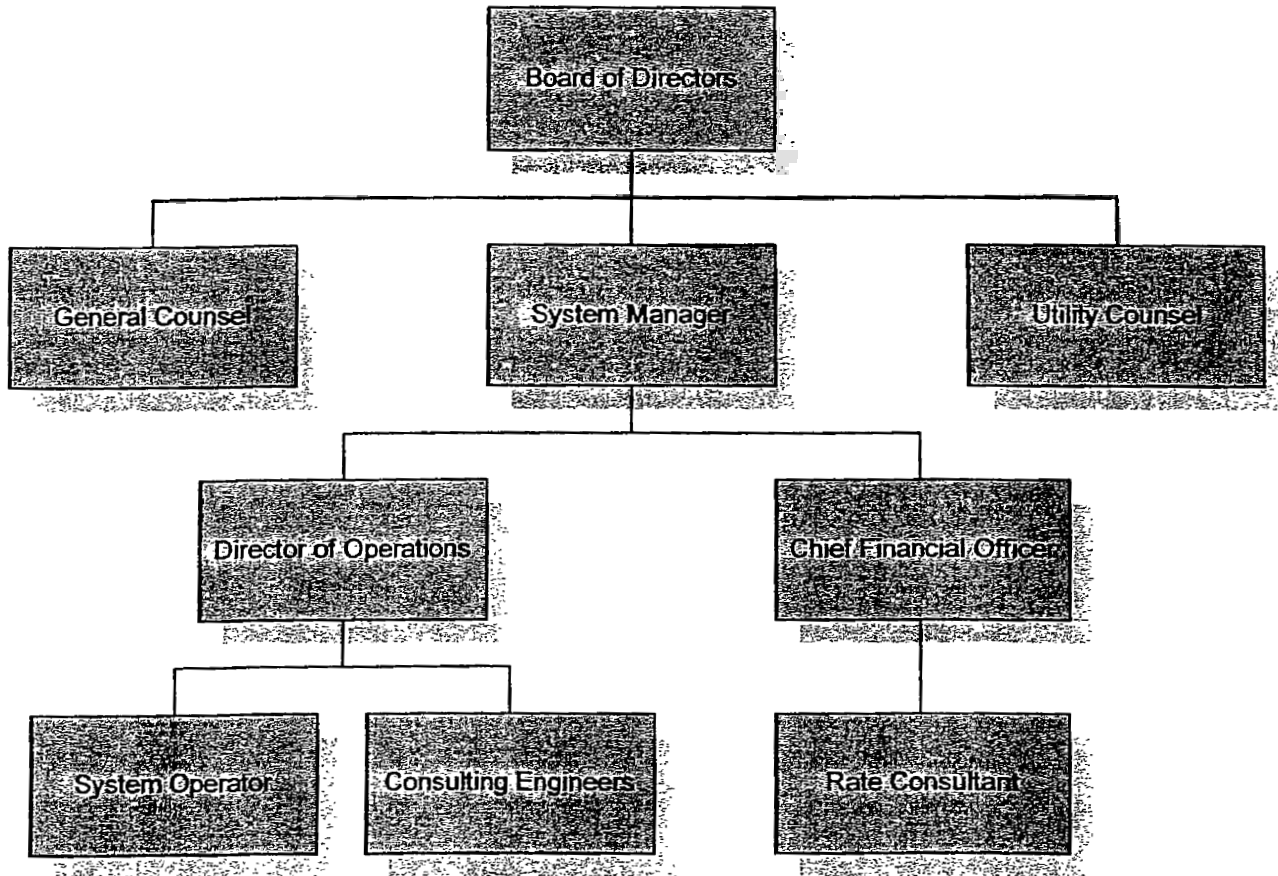 Board of Directors
General Counsel
System Manager
Utility Counsel
Director of Operations
Chief Financial Officer
System Operator
Consulting Engineers
Rate Consultant